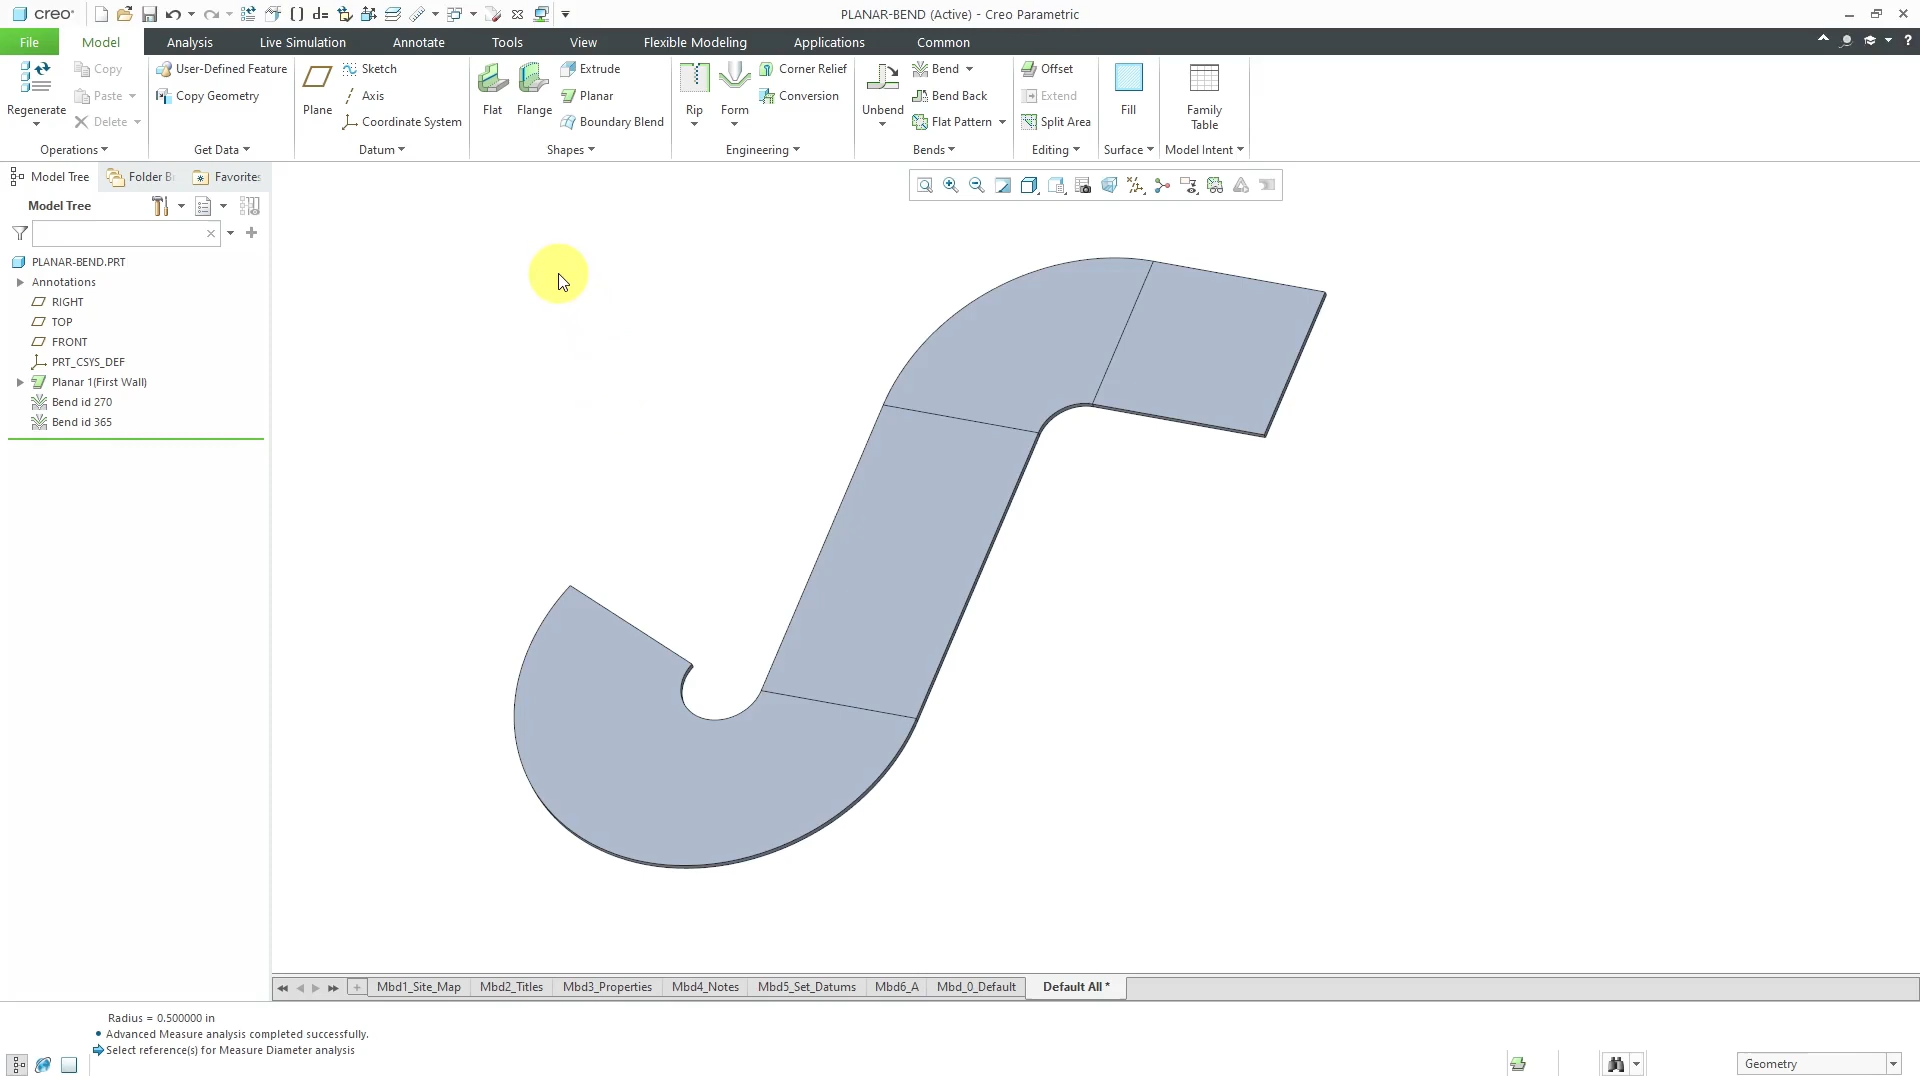 creo
PLANAR-BEND (Active) - Creo Parametric
File Model Analysis Live Simulation Annotate Tools View Flexible Modeling Applications Common
Regenerate
Copy
Paste
Delete
Operations
User-Defined Feature
Copy Geometry
Get Data
Plane
Sketch
Axis
Coordinate System
Datum
Flat
Flange
Extrude
Planar
Boundary Blend
Shapes
Rip
Form
Corner Relief
Conversion
Engineering
Unbend
Bend
Bend Back
Flat Pattern
Bends
Offset
Extend
Split Area
Editing
Fill
Surface
Family
Table
Model Intent
Model Tree Folder B Favorites
Model Tree
PLANAR-BEND.PRT
Annotations
RIGHT
TOP
FRONT
PRT_CSYS_DEF
Planar 1(First Wall)
Bend id 270
Bend id 365
Mbd1_Site_Map Mbd2_Titles Mbd3_Properties Mbd4_Notes Mbd5_Set_Datums Mbd6_A Mbd_0_Default Default All *
Radius = 0.500000 in
Advanced Measure analysis completed successfully.
Select reference(s) for Measure Diameter analysis
Geometry